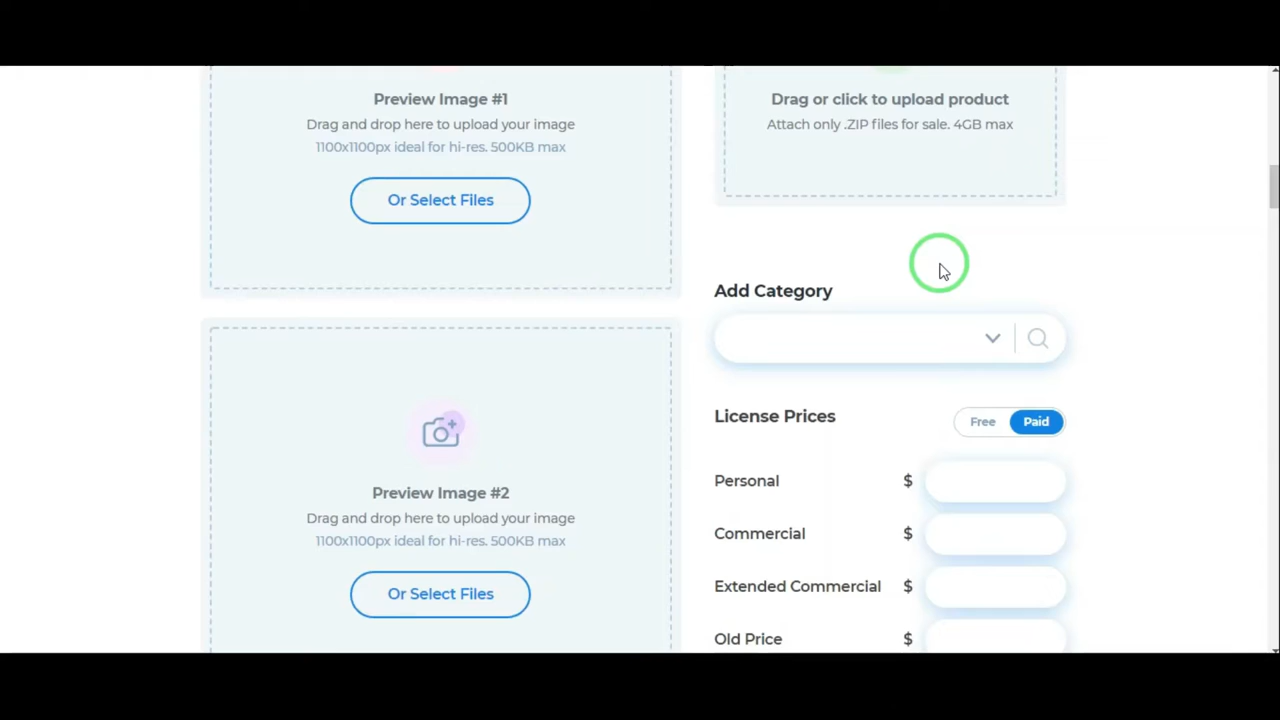 Preview Image #1
Drag and drop here to upload your image
1100x1100px ideal for hi-res. 500KB max
Or Select Files
Preview Image #2
Drag and drop here to upload your image
1100x1100px ideal for hi-res. 500KB max
Or Select Files
Drag or click to upload product
Attach only .ZIP files for sale. 4GB max
Add Category
License Prices
Free Paid
Personal $
Commercial $
Extended Commercial $
Old Price $